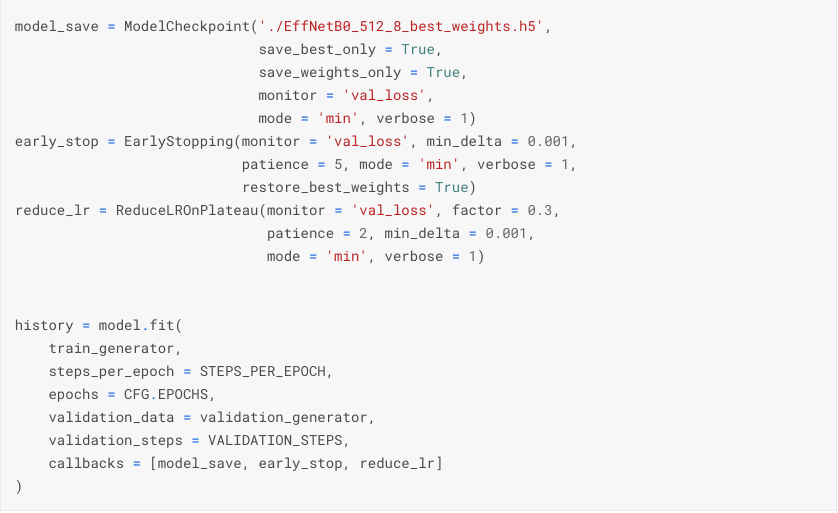 model_save = ModelCheckpoint('./EffNetB0_512_8_best_weights.h5',
                             save_best_only = True,
                             save_weights_only = True,
                             monitor = 'val_loss',
                             mode = 'min', verbose = 1)
early_stop = EarlyStopping(monitor = 'val_loss', min_delta = 0.001,
                           patience = 5, mode = 'min', verbose = 1,
                           restore_best_weights = True)
reduce_lr = ReduceLROnPlateau(monitor = 'val_loss', factor = 0.3,
                              patience = 2, min_delta = 0.001,
                              mode = 'min', verbose = 1)


history = model.fit(
    train_generator,
    steps_per_epoch = STEPS_PER_EPOCH,
    epochs = CFG.EPOCHS,
    validation_data = validation_generator,
    validation_steps = VALIDATION_STEPS,
    callbacks = [model_save, early_stop, reduce_lr]
)